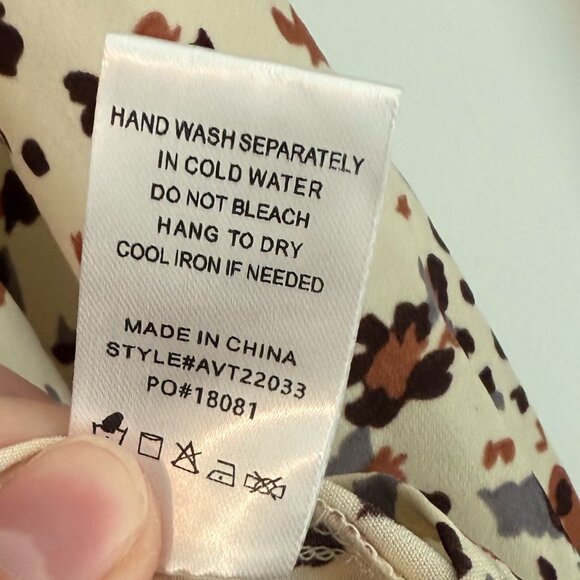 HAND WASH SEPARATELY
IN COLD WATER
DO NOT BLEACH
HANG TO DRY
COOL IRON IF NEEDED
MADE IN CHINA
STYLE#AVT22033
PO#18081